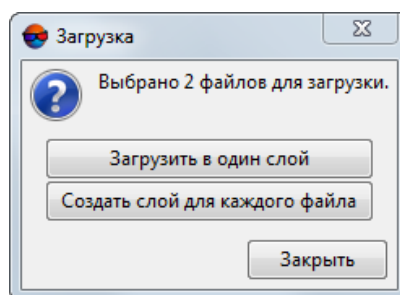 Загрузка
Выбрано 2 файлов для загрузки.
Загрузить в один слой
Создать слой для каждого файла
Закрыть